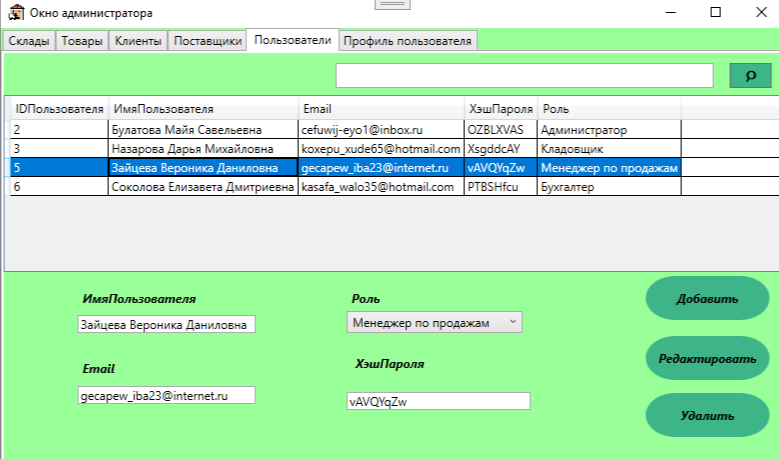 Окно администратора
Склады Товары Клиенты Поставщики Пользователи Профиль пользователя
IDПользователя ИмяПользователя Email ХэшПароля Роль
2 Булатова Майя Савельевна cefuwij-eyo1@inbox.ru OZBLXVAS Администратор
3 Назарова Дарья Михайловна koxepu_xude65@hotmail.com XsgddcAY Кладовщик
5 Зайцева Вероника Даниловна gecapew_iba23@internet.ru vAVQYqZw Менеджер по продажам
6 Соколова Елизавета Дмитриевна kasafa_walo35@hotmail.com PTBSHfcu Бухгалтер
ИмяПользователя Роль Добавить
Зайцева Вероника Даниловна Менеджер по продажам
Email ХэшПароля Редактировать
gecapew_iba23@internet.ru vAVQYqZw
Удалить